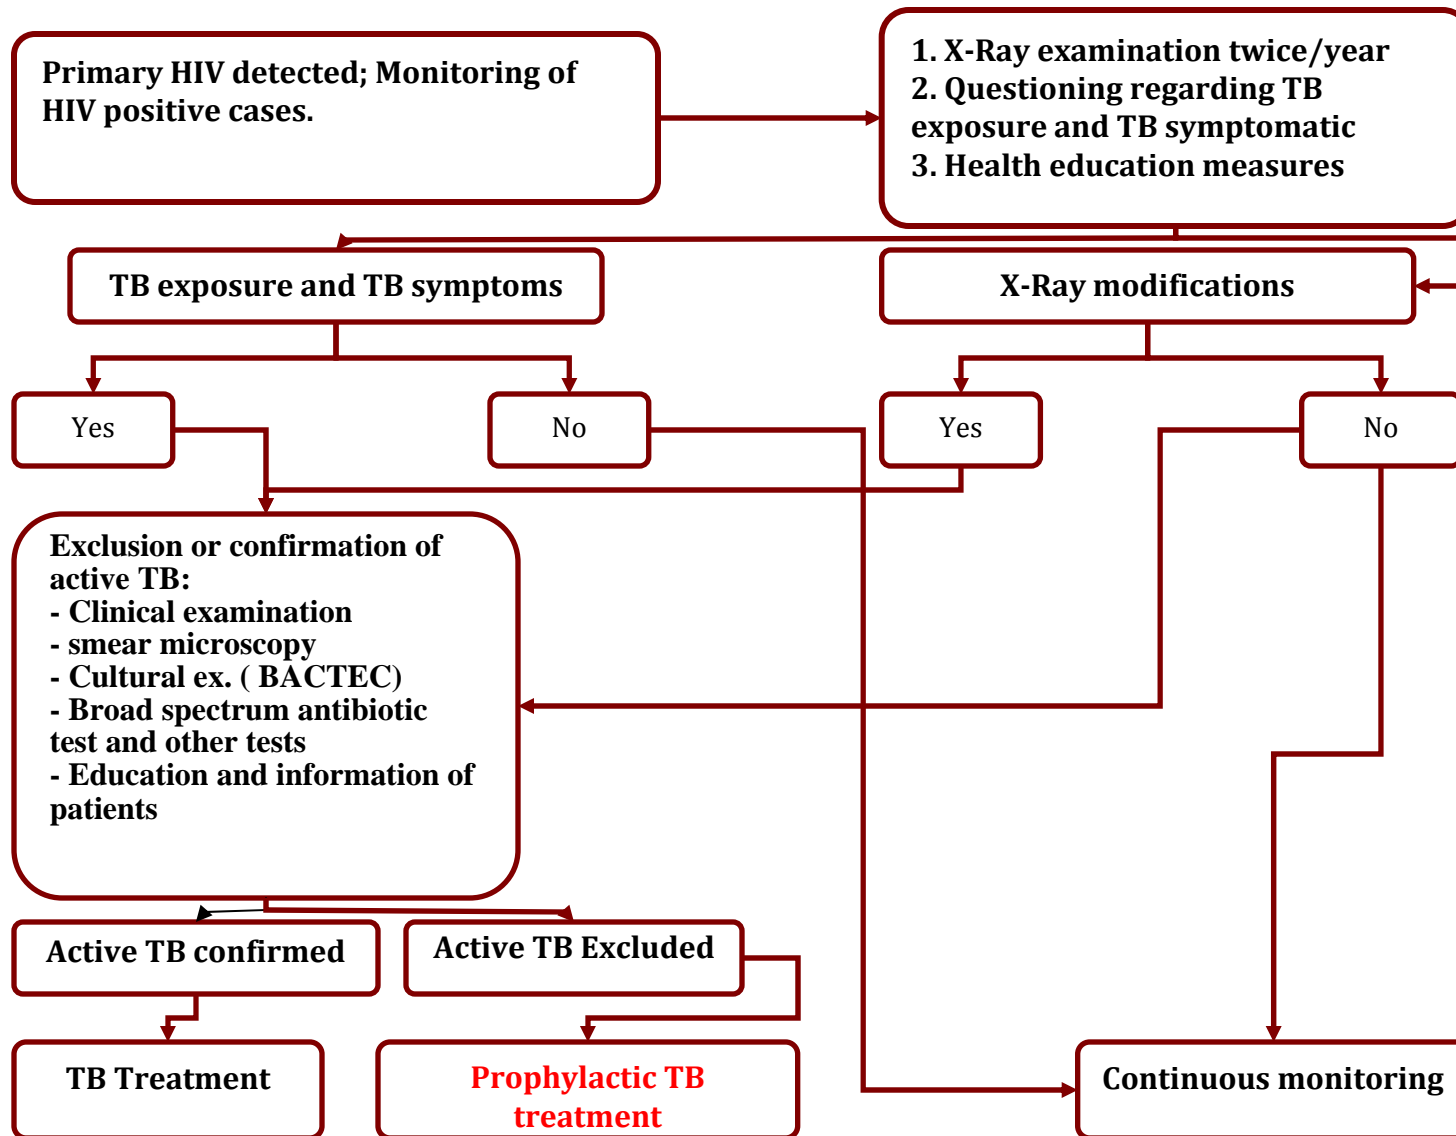 Primary HIV detected; Monitoring of
HIV positive cases.
1. X-Ray examination twice/year
2. Questioning regarding TB
exposure and TB symptomatic
3. Health education measures
TB exposure and TB symptoms
X-Ray modifications
Yes
No
Yes
No
Exclusion or confirmation of
active TB:
- Clinical examination
- smear microscopy
- Cultural ex. ( BACTEC)
- Broad spectrum antibiotic
test and other tests
- Education and information of
patients
Active TB confirmed
Active TB Excluded
TB Treatment
Prophylactic TB
treatment
Continuous monitoring